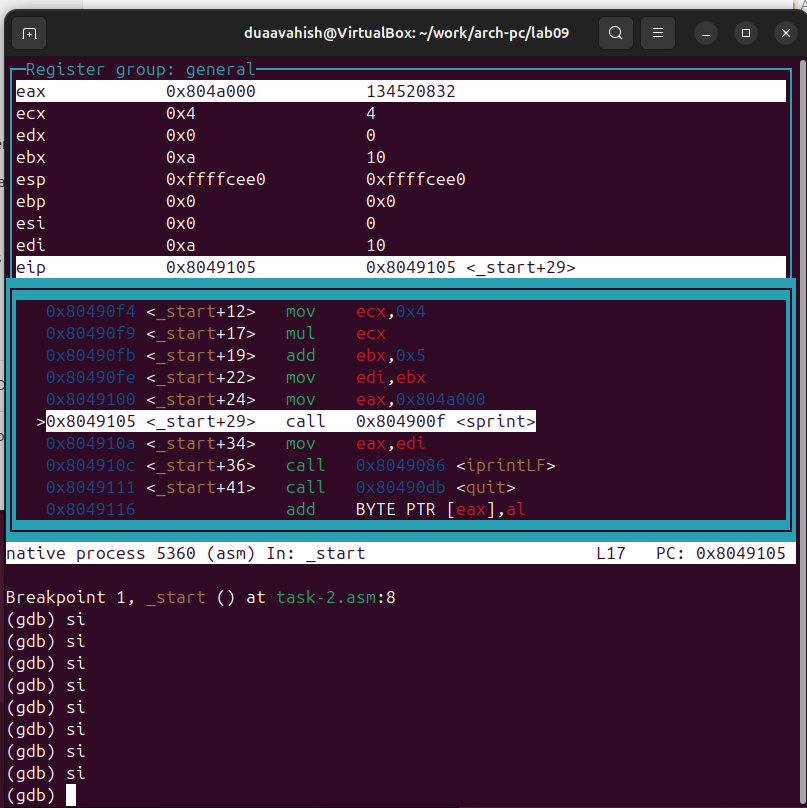 duaavahish@VirtualBox: ~/work/arch-pc/lab09
Register group: general
eax 0x804a000 134520832
ecx 0x4 4
edx 0x0 0
ebx 0xa 10
esp 0xffffcee0 0xffffcee0
ebp 0x0 0x0
esi 0x0 0
edi 0xa 10
eip 0x8049105 0x8049105 <_start+29>
0x80490f4 <_start+12> mov ecx,0x4
0x80490f9 <_start+17> mul ecx
0x80490fb <_start+19> add ebx,0x5
0x80490fe <_start+22> mov edi,ebx
0x8049100 <_start+24> mov eax,0x804a000
>0x8049105 <_start+29> call 0x804900f <sprint>
0x804910a <_start+34> mov eax,edi
0x804910c <_start+36> call 0x8049086 <iprintLF>
0x8049111 <_start+41> call 0x80490db <quit>
0x8049116 add BYTE PTR [eax],al
native process 5360 (asm) In: _start L17 PC: 0x8049105
Breakpoint 1, _start () at task-2.asm:8
(gdb) si
(gdb) si
(gdb) si
(gdb) si
(gdb) si
(gdb) si
(gdb) si
(gdb) si
(gdb)